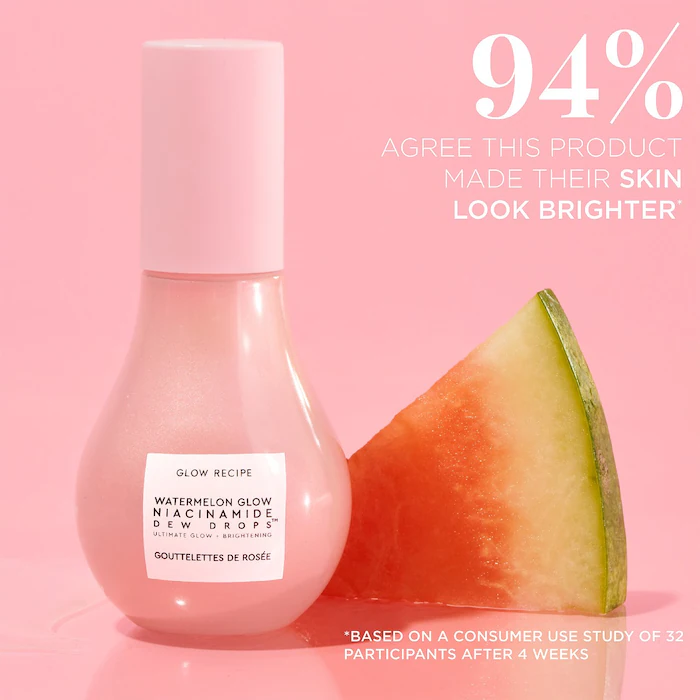 94%
AGREE THIS PRODUCT
MADE THEIR SKIN
LOOK BRIGHTER*
GLOW RECIPE
WATERMELON GLOW
NIACINAMIDE
DEW DROPS™
ULTIMATE GLOW + BRIGHTENING
GOUTTELETTES DE ROSÉE
*BASED ON A CONSUMER USE STUDY OF 32
PARTICIPANTS AFTER 4 WEEKS